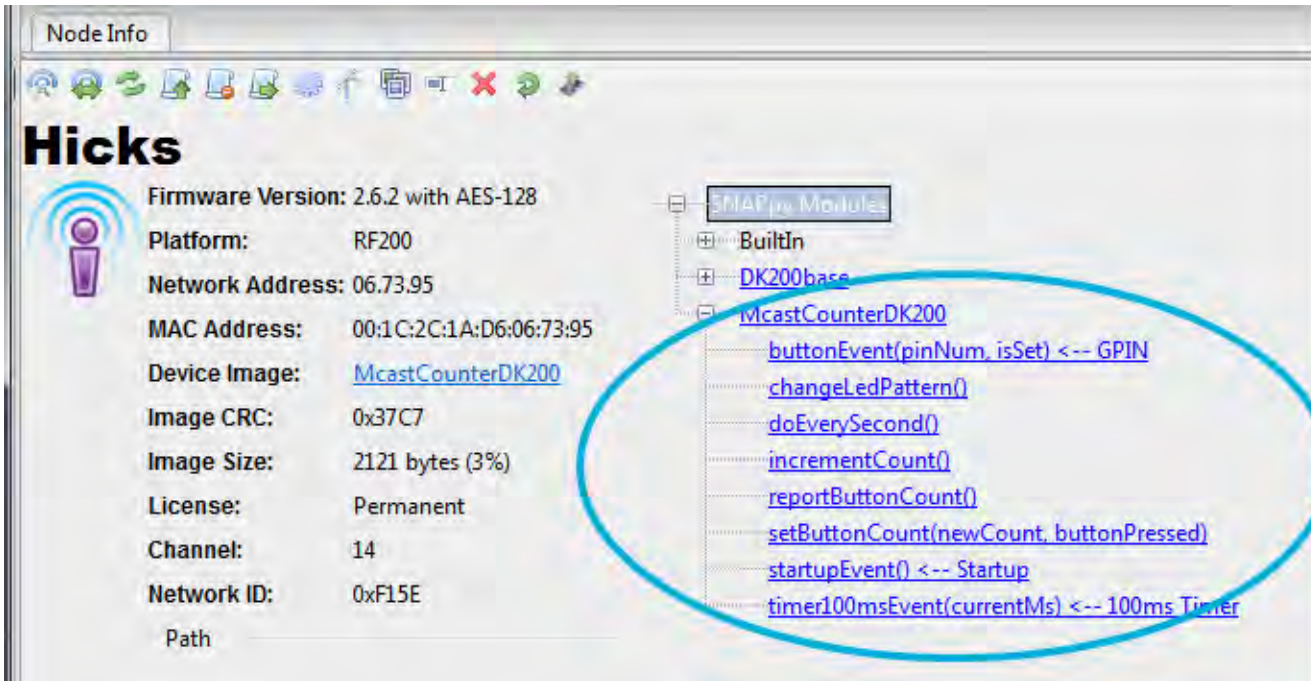 Node Info
Hicks
Firmware Version: 2.6.2 with AES-128
Platform: RF200
Network Address: 06.73.95
MAC Address: 00:1C:2C:1A:D6:06:73:95
Device Image: McastCounterDK200
Image CRC: 0x37C7
Image Size: 2121 bytes (3%)
License: Permanent
Channel: 14
Network ID: 0xF15E
Path
SNAPpy Modules
BuiltIn
DK200base
McastCounterDK200
buttonEvent(pinNum, isSet) <-- GPIN
changeLedPattern()
doEverySecond()
incrementCount()
reportButtonCount()
setButtonCount(newCount, buttonPressed)
startupEvent() <-- Startup
timer100msEvent(currentMs) <-- 100ms Timer